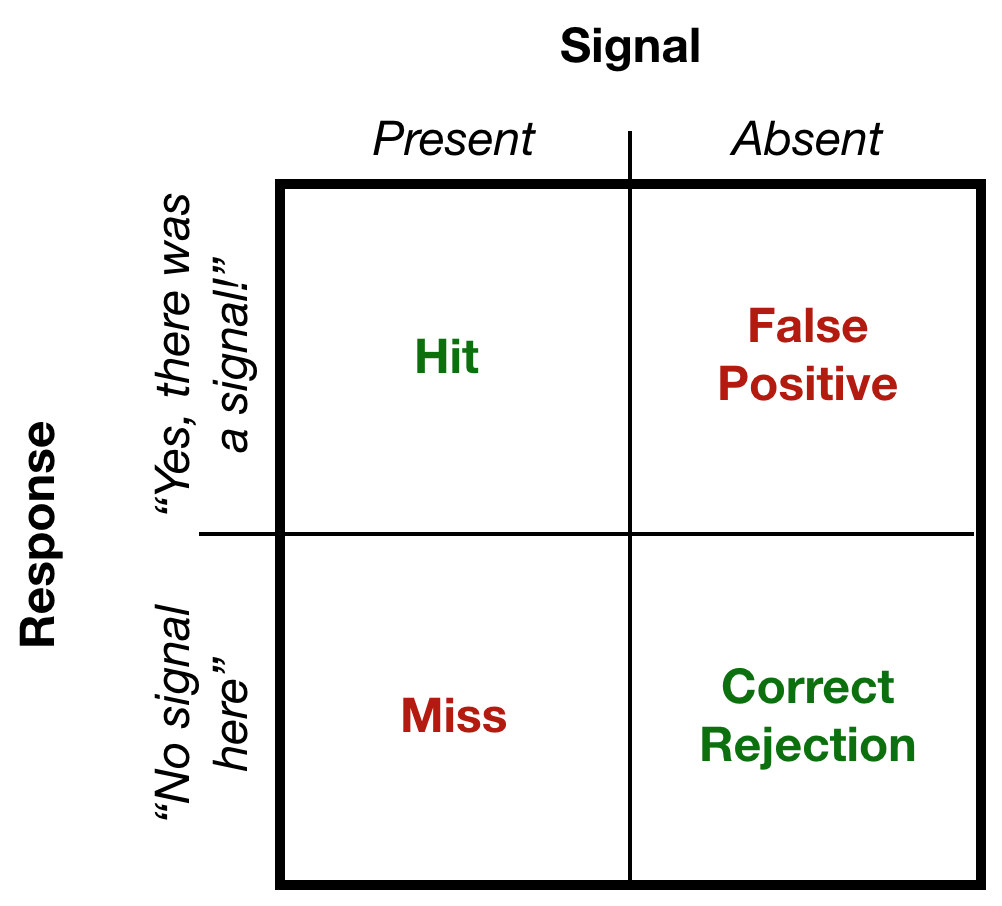 Signal
Present
Absent
Response
“Yes, there was
a signal!”
Hit
False
Positive
“No signal
here”
Miss
Correct
Rejection